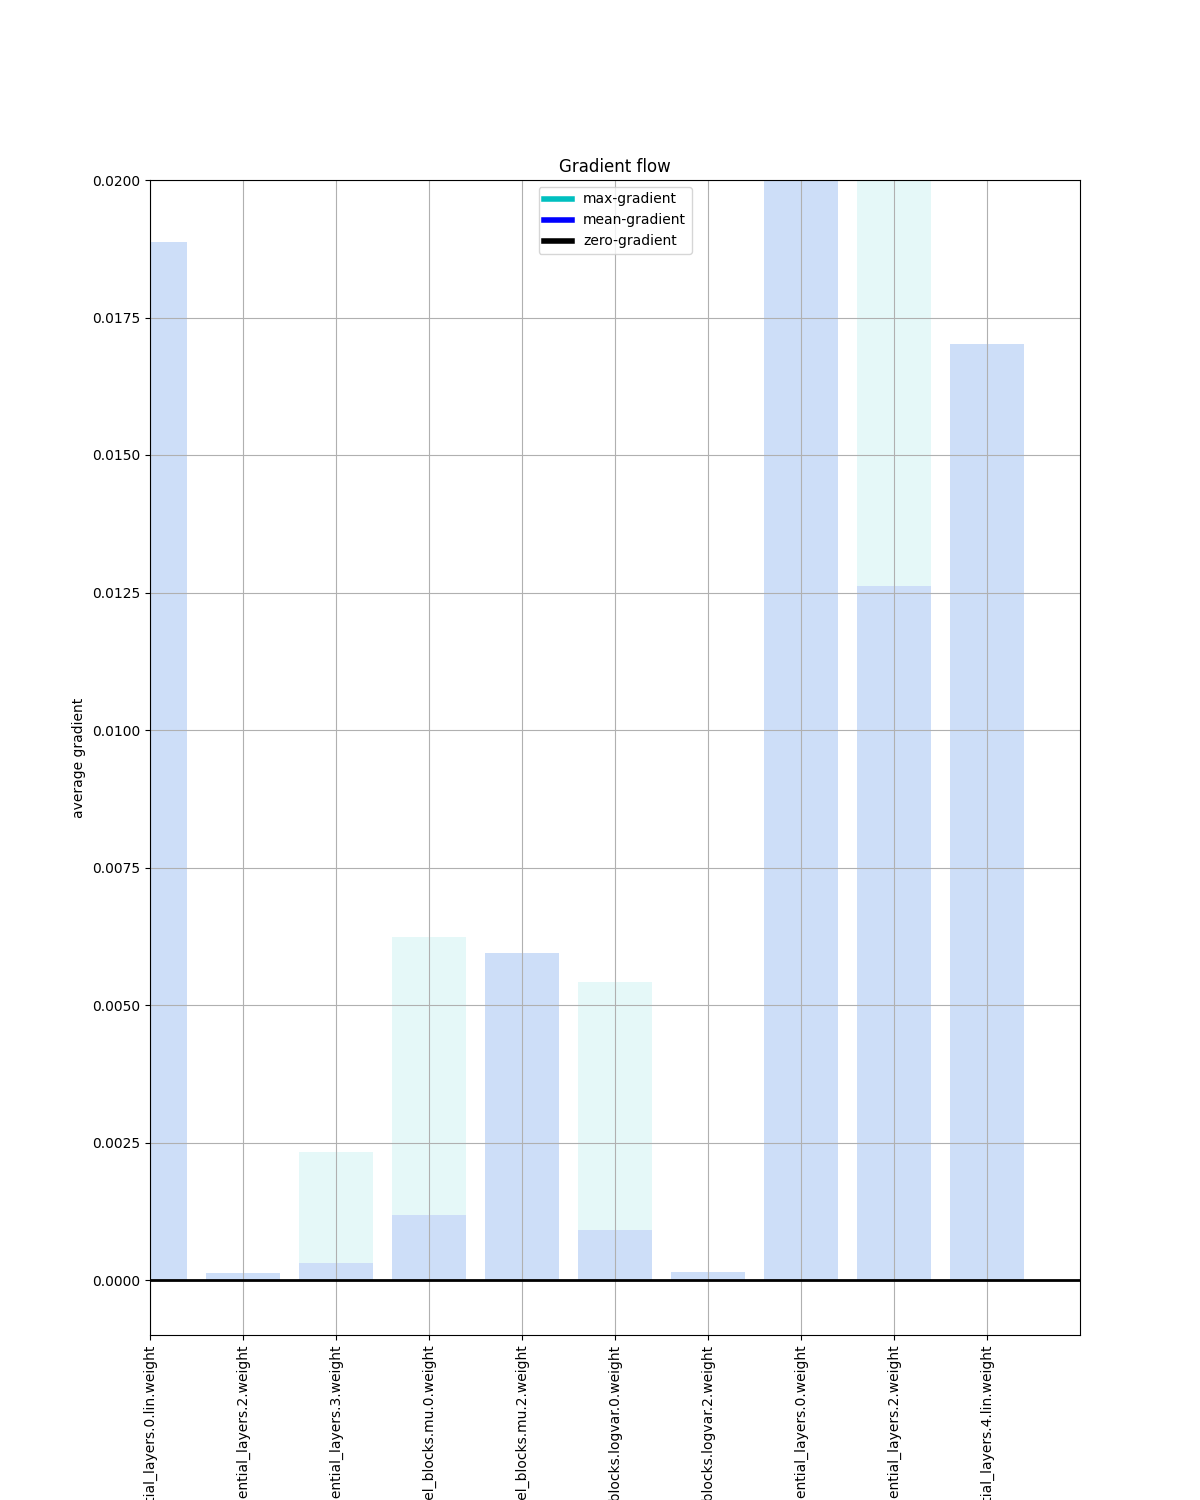 Gradient flow
max-gradient
mean-gradient
zero-gradient
0.0200
0.0175
0.0150
0.0125
0.0100
0.0075
0.0050
0.0025
0.0000
average gradient
tial_layers.0.lin.weight
ential_layers.2.weight
ential_layers.3.weight
el_blocks.mu.0.weight
el_blocks.mu.2.weight
blocks.logvar.0.weight
blocks.logvar.2.weight
ential_layers.0.weight
ential_layers.2.weight
tial_layers.4.lin.weight